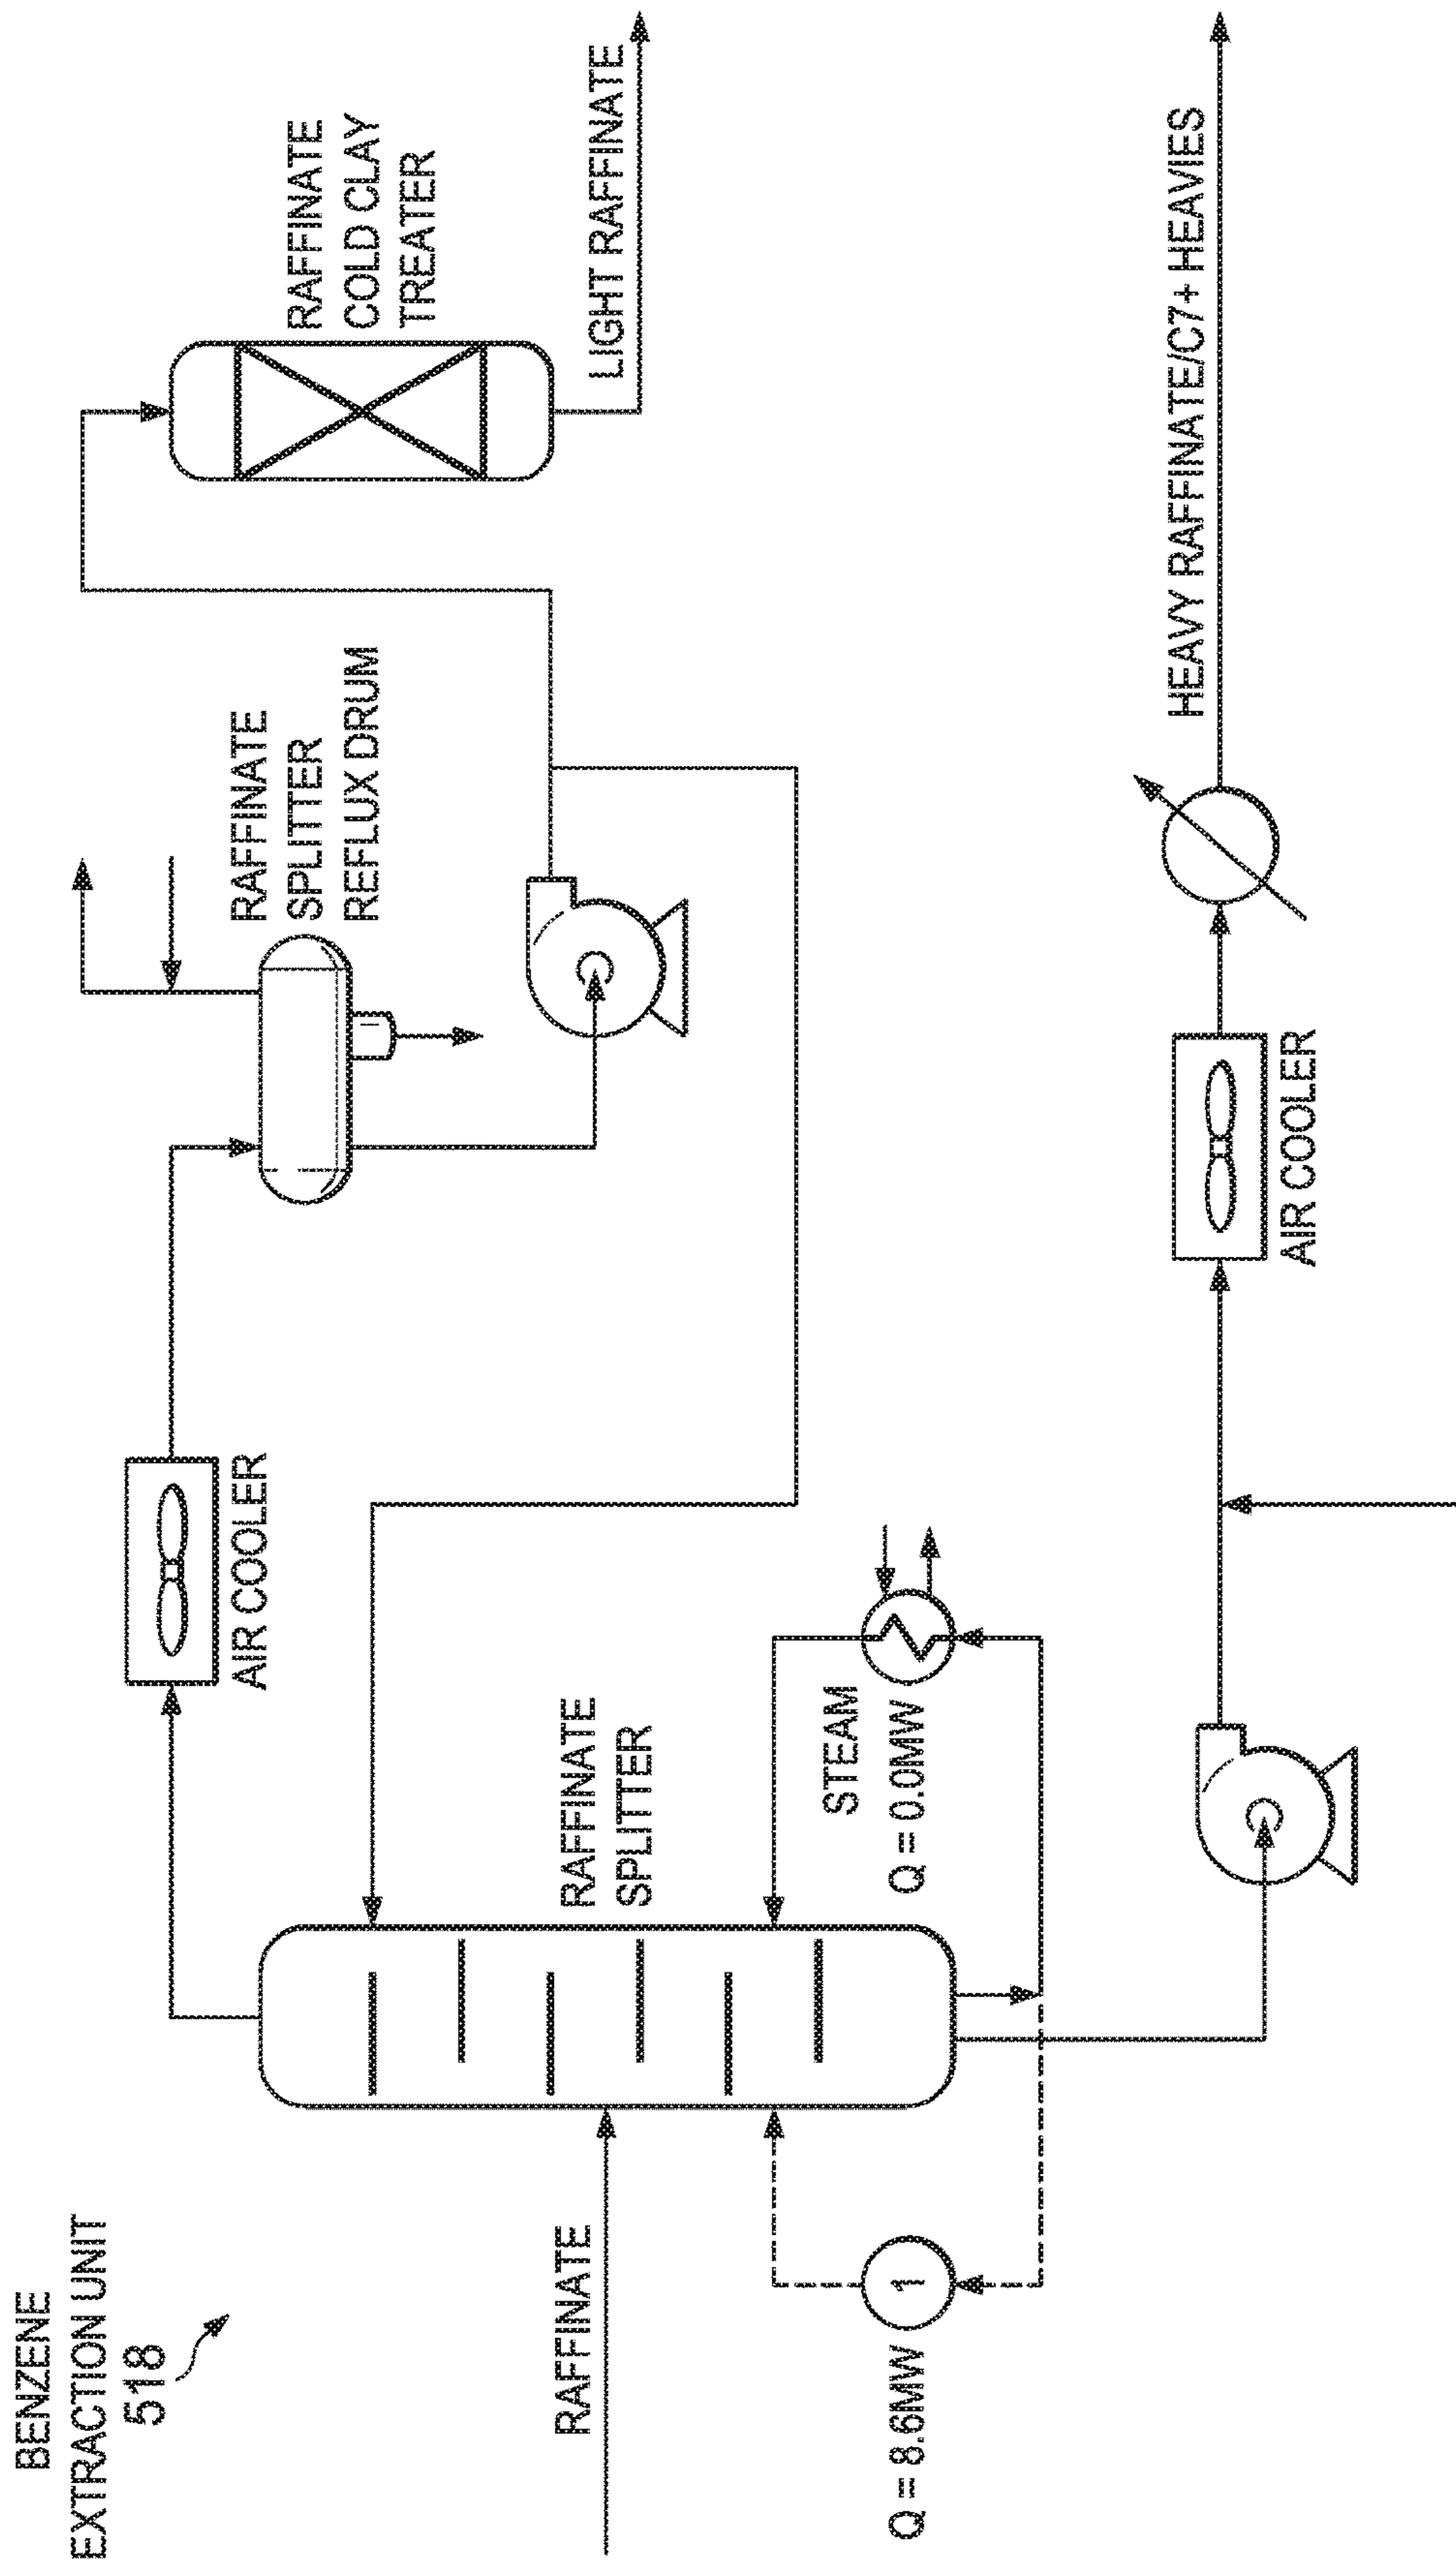 BENZENE
EXTRACTION UNIT
518
AIR COOLER
RAFFINATE
SPLITTER
REFLUX DRUM
RAFFINATE
COLD CLAY
TREATER
RAFFINATE
RAFFINATE
SPLITTER
LIGHT RAFFINATE
STEAM
Q = 0.0MW
1
Q = 8.6MW
AIR COOLER
HEAVY RAFFINATE/C7+ HEAVIES